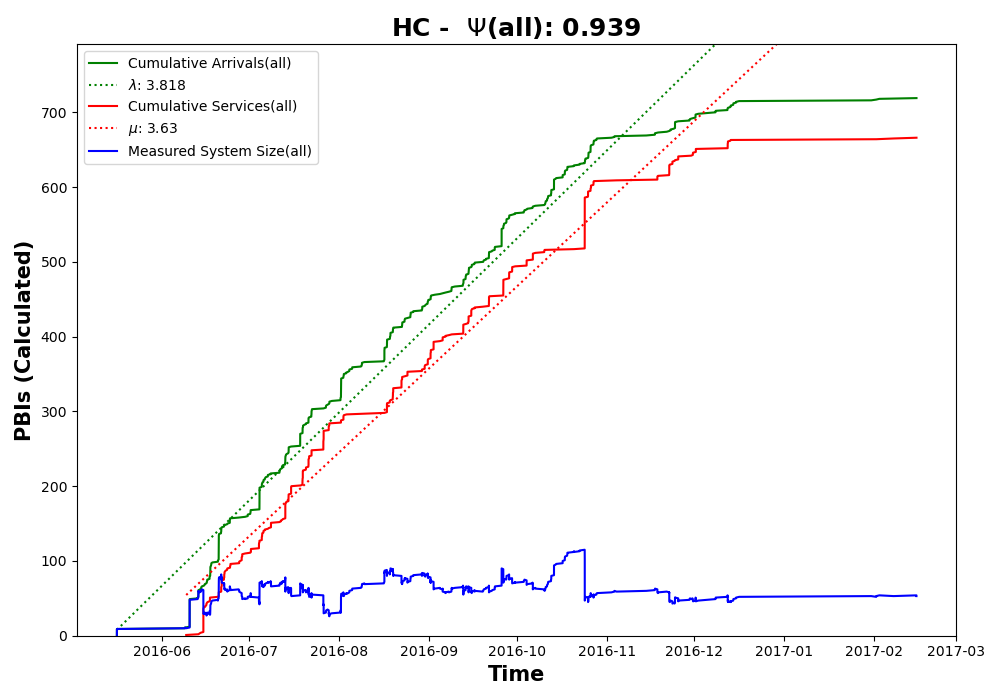 HC -  Ψ(all): 0.939
Cumulative Arrivals(all)
λ: 3.818
Cumulative Services(all)
μ: 3.63
Measured System Size(all)
PBIs (Calculated)
700
600
500
400
300
200
100
0
2016-06 2016-07 2016-08 2016-09 2016-10 2016-11 2016-12 2017-01 2017-02 2017-03
Time